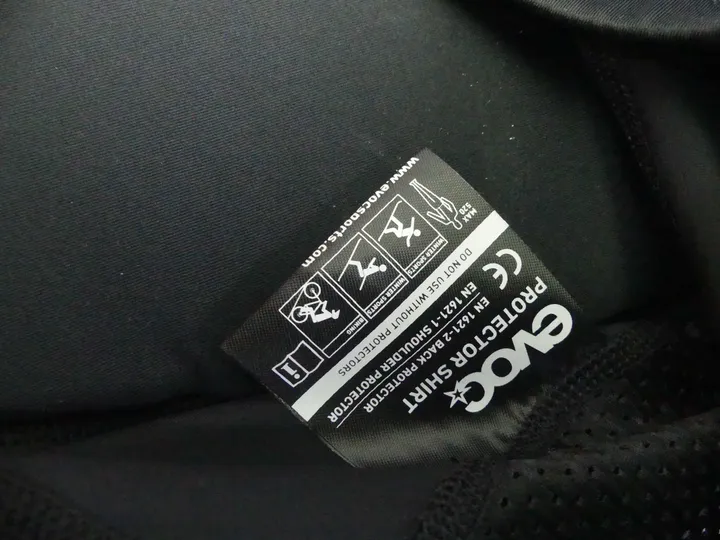 evoc
PROTECTOR SHIRT
EN 1621-2 BACK PROTECTOR
EN 1621-1 SHOULDER PROTECTOR
CE
DO NOT USE WITHOUT PROTECTORS
MAX
WINTER SPORTS
WINTER SPORTS
BIKING
i
www.evocsports.com